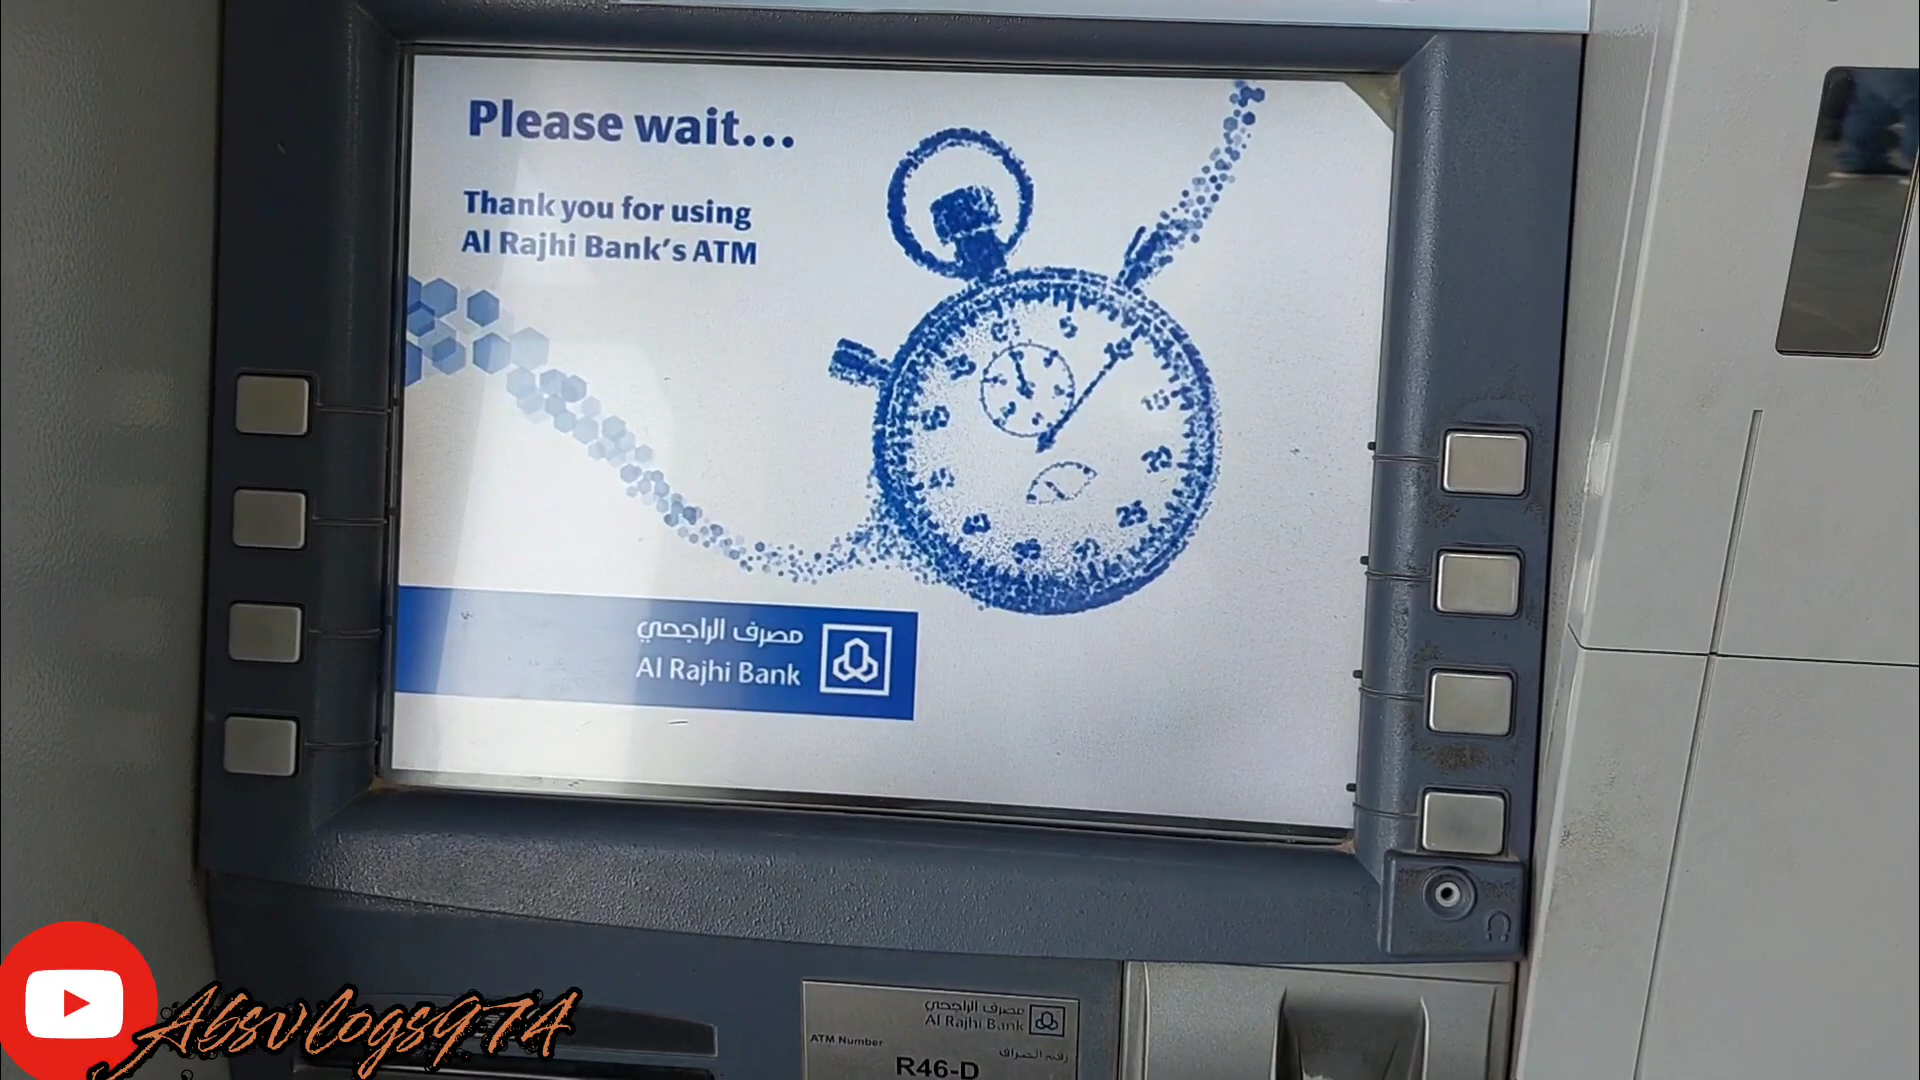 Please wait...
Thank you for using
Al Rajhi Bank's ATM
مصرف الراجحي
Al Rajhi Bank
مصرف الراجحي
Al Rajhi Bank
ATM Number
رقم الصراف
R46-D
Absvlogs974